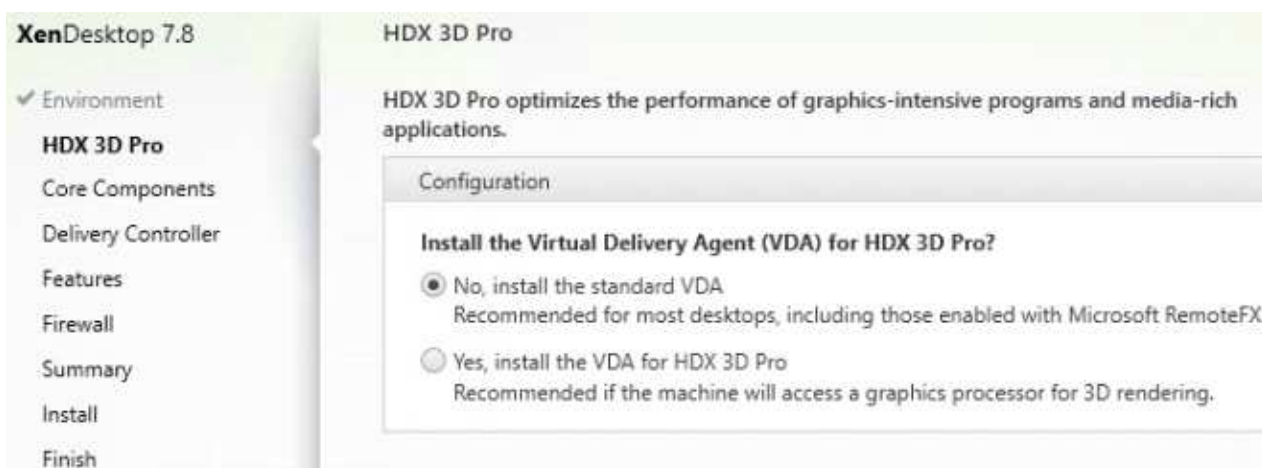 XenDesktop 7.8
Environment
HDX 3D Pro
Core Components
Delivery Controller
Features
Firewall
Summary
Install
Finish
HDX 3D Pro
HDX 3D Pro optimizes the performance of graphics-intensive programs and media-rich
applications.
Configuration
Install the Virtual Delivery Agent (VDA) for HDX 3D Pro?
No, install the standard VDA
Recommended for most desktops, including those enabled with Microsoft RemoteFX
Yes, install the VDA for HDX 3D Pro
Recommended if the machine will access a graphics processor for 3D rendering.